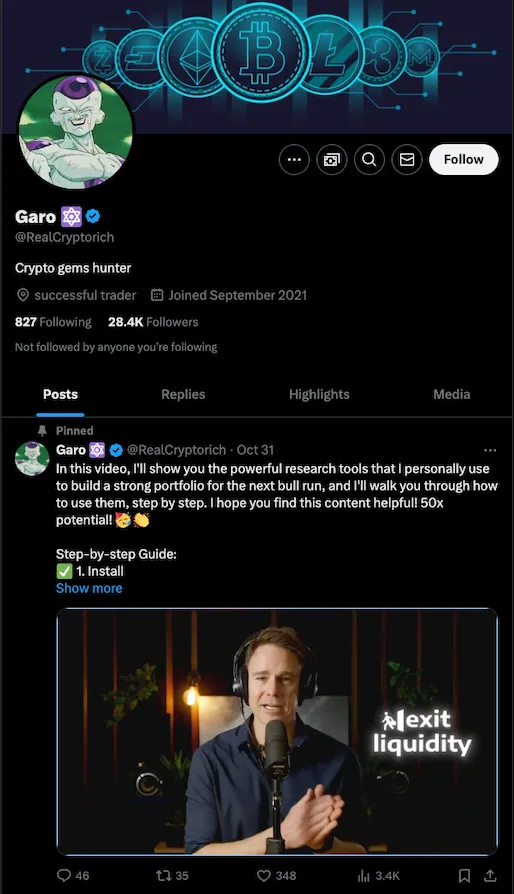 Follow
Garo
@RealCryptorich
Crypto gems hunter
successful trader Joined September 2021
827 Following 28.4K Followers
Not followed by anyone you're following
Posts Replies Highlights Media
Pinned
Garo @RealCryptorich · Oct 31
In this video, I'll show you the powerful research tools that I personally use
to build a strong portfolio for the next bull run, and I'll walk you through how
to use them, step by step. I hope you find this content helpful! 50x
potential! 🥳👏
Step-by-step Guide:
✅ 1. Install
Show more
exit
liquidity
46 35 348 3.4K